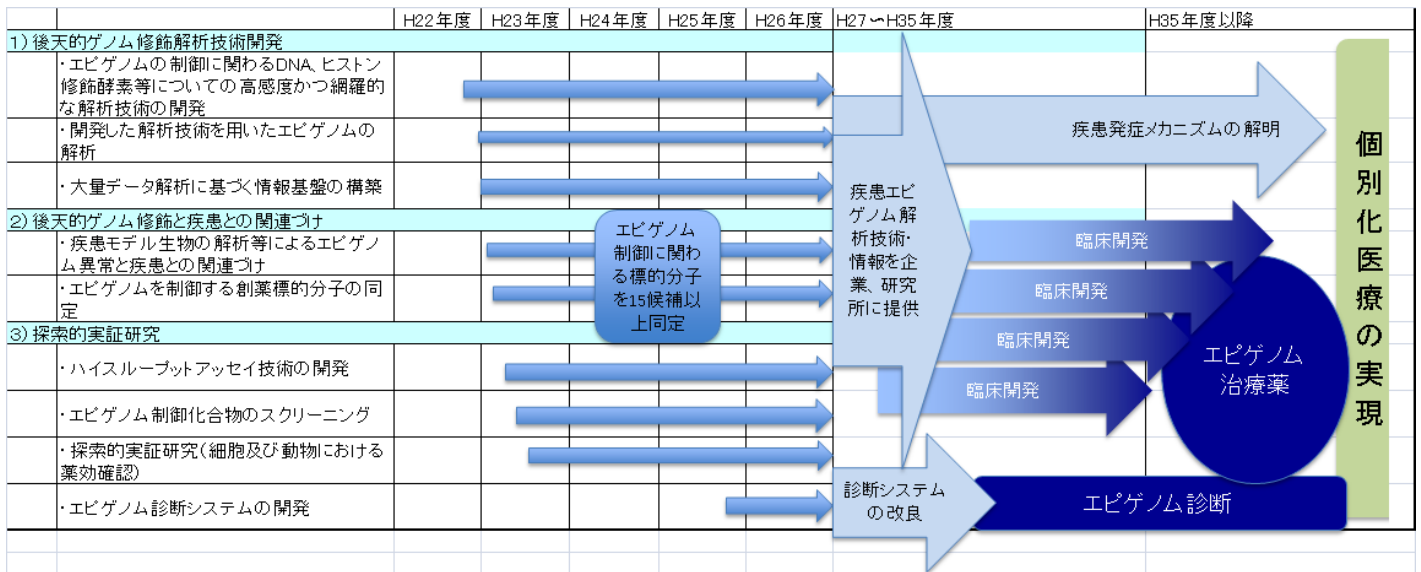 H22年度 H23年度 H24年度 H25年度 H26年度 H27~H35年度 H35年度以降
1)後天的ゲノム修飾解析技術開発
・エピゲノムの制御に関わるDNA、ヒストン
修飾酵素等についての高感度かつ網羅的
な解析技術の開発
・開発した解析技術を用いたエピゲノムの
解析
・大量データ解析に基づく情報基盤の構築
2)後天的ゲノム修飾と疾患との関連づけ
・疾患モデル生物の解析等によるエピゲノ
ム異常と疾患との関連づけ
・エピゲノムを制御する創薬標的分子の同
定
3)探索的実証研究
・ハイスループットアッセイ技術の開発
・エピゲノム制御化合物のスクリーニング
・探索的実証研究(細胞及び動物における
薬効確認)
・エピゲノム診断システムの開発
エピゲノム
制御に関わ
る標的分子
を15候補以
上同定
疾患エピ
ゲノム解
析技術・
情報を企
業、研究
所に提供
疾患発症メカニズムの解明
臨床開発
臨床開発
臨床開発
臨床開発
エピゲノム
治療薬
診断システム
の改良
エピゲノム診断
個別化医療の実現